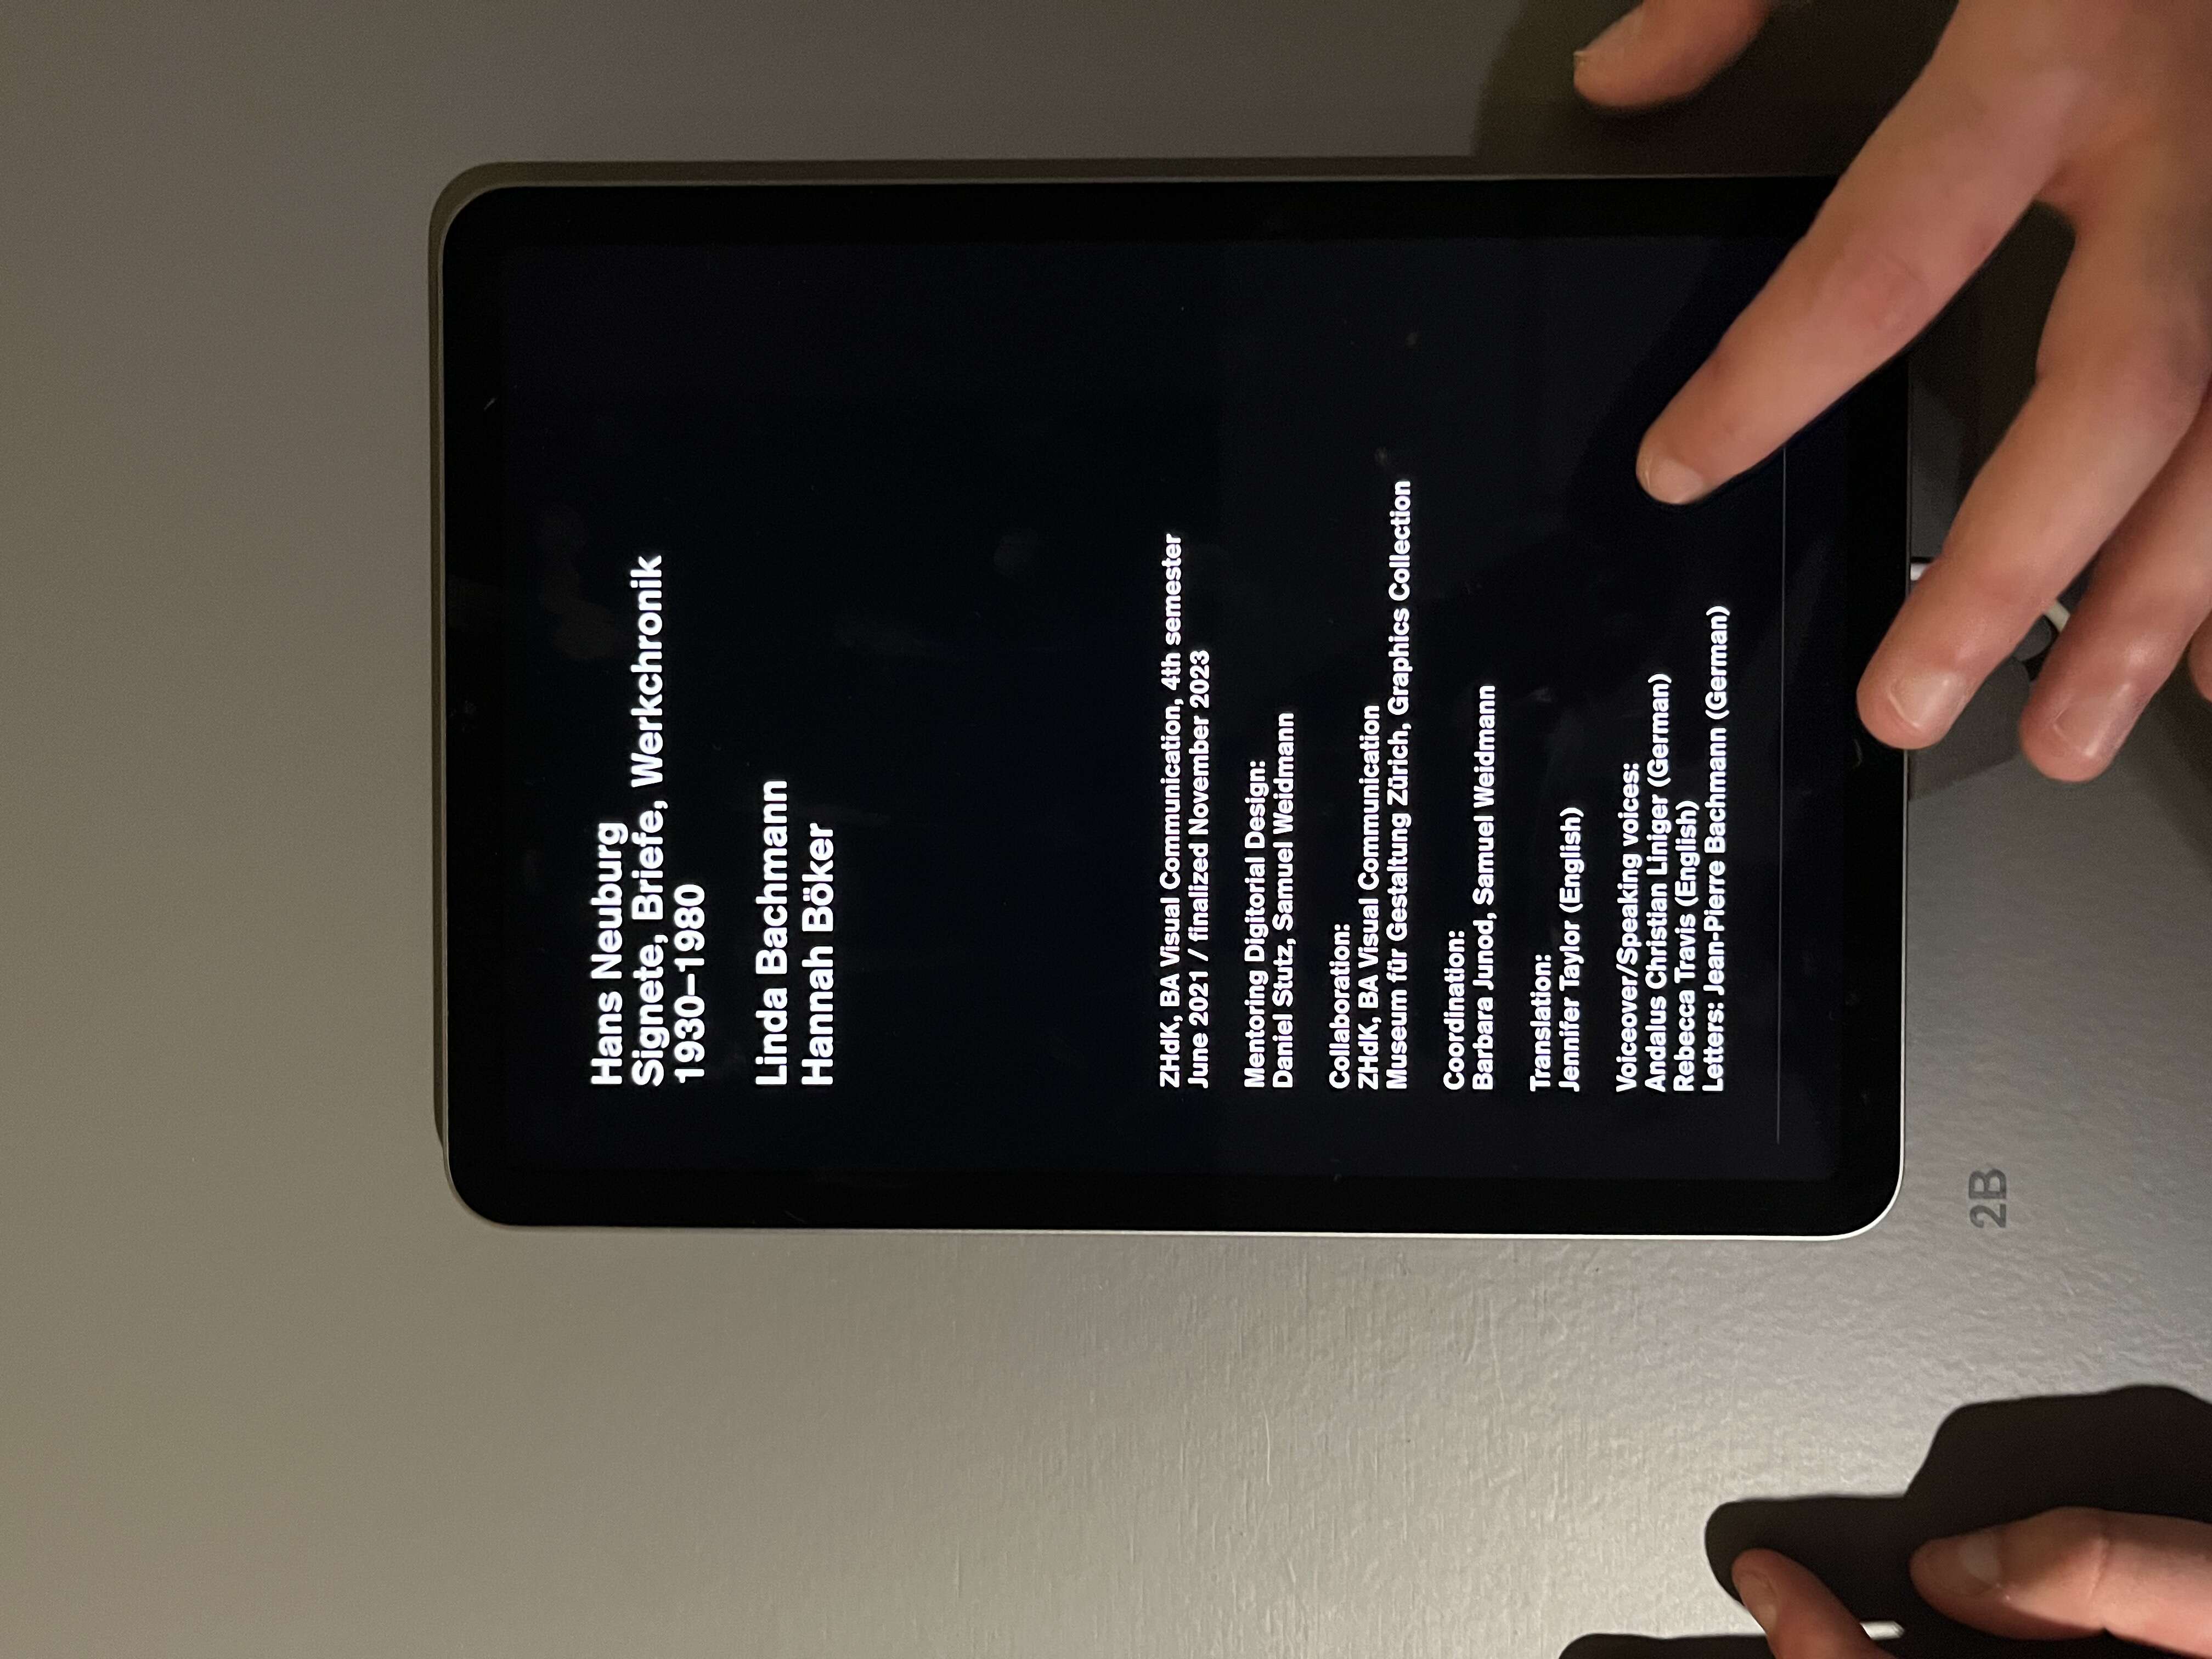 Hans Neuburg
Signete, Briefe, Werkchronik
1930–1980
Linda Bachmann
Hannah Böker
ZHdK, BA Visual Communication, 4th semester
June 2021 / finalized November 2023
Mentoring Digitorial Design:
Daniel Stutz, Samuel Weidmann
Collaboration:
ZHdK, BA Visual Communication
Museum für Gestaltung Zürich, Graphics Collection
Coordination:
Barbara Junod, Samuel Weidmann
Translation:
Jennifer Taylor (English)
Voiceover/Speaking voices:
Andalus Christian Liniger (German)
Rebecca Travis (English)
Letters: Jean-Pierre Bachmann (German)
2B